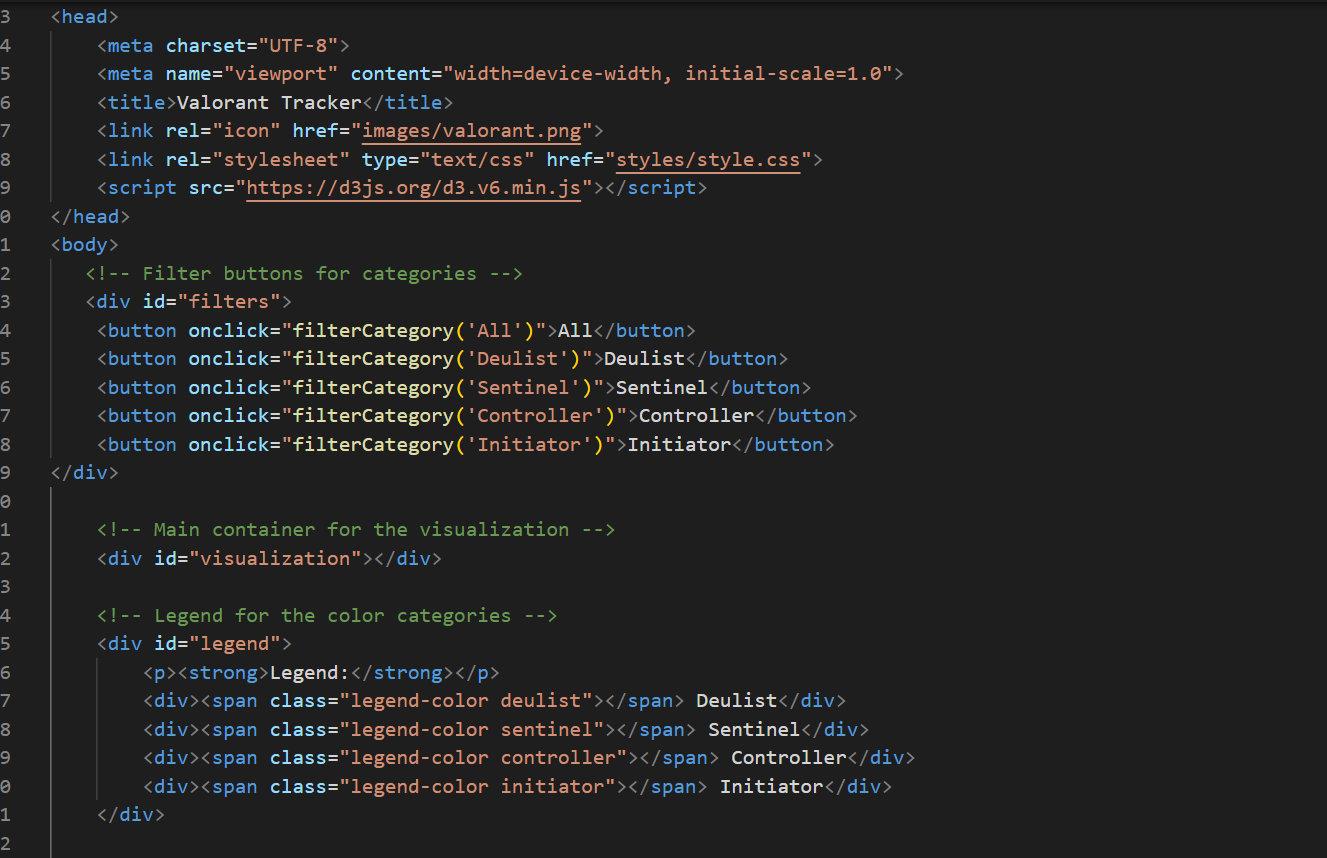 3 <head>
4 <meta charset="UTF-8">
5 <meta name="viewport" content="width=device-width, initial-scale=1.0">
6 <title>Valorant Tracker</title>
7 <link rel="icon" href="images/valorant.png">
8 <link rel="stylesheet" type="text/css" href="styles/style.css">
9 <script src="https://d3js.org/d3.v6.min.js"></script>
0 </head>
1 <body>
2 <!-- Filter buttons for categories -->
3 <div id="filters">
4 <button onclick="filterCategory('All')">All</button>
5 <button onclick="filterCategory('Deulist')">Deulist</button>
6 <button onclick="filterCategory('Sentinel')">Sentinel</button>
7 <button onclick="filterCategory('Controller')">Controller</button>
8 <button onclick="filterCategory('Initiator')">Initiator</button>
9 </div>
0
1 <!-- Main container for the visualization -->
2 <div id="visualization"></div>
3
4 <!-- Legend for the color categories -->
5 <div id="legend">
6 <p><strong>Legend:</strong></p>
7 <div><span class="legend-color deulist"></span> Deulist</div>
8 <div><span class="legend-color sentinel"></span> Sentinel</div>
9 <div><span class="legend-color controller"></span> Controller</div>
0 <div><span class="legend-color initiator"></span> Initiator</div>
1 </div>
2